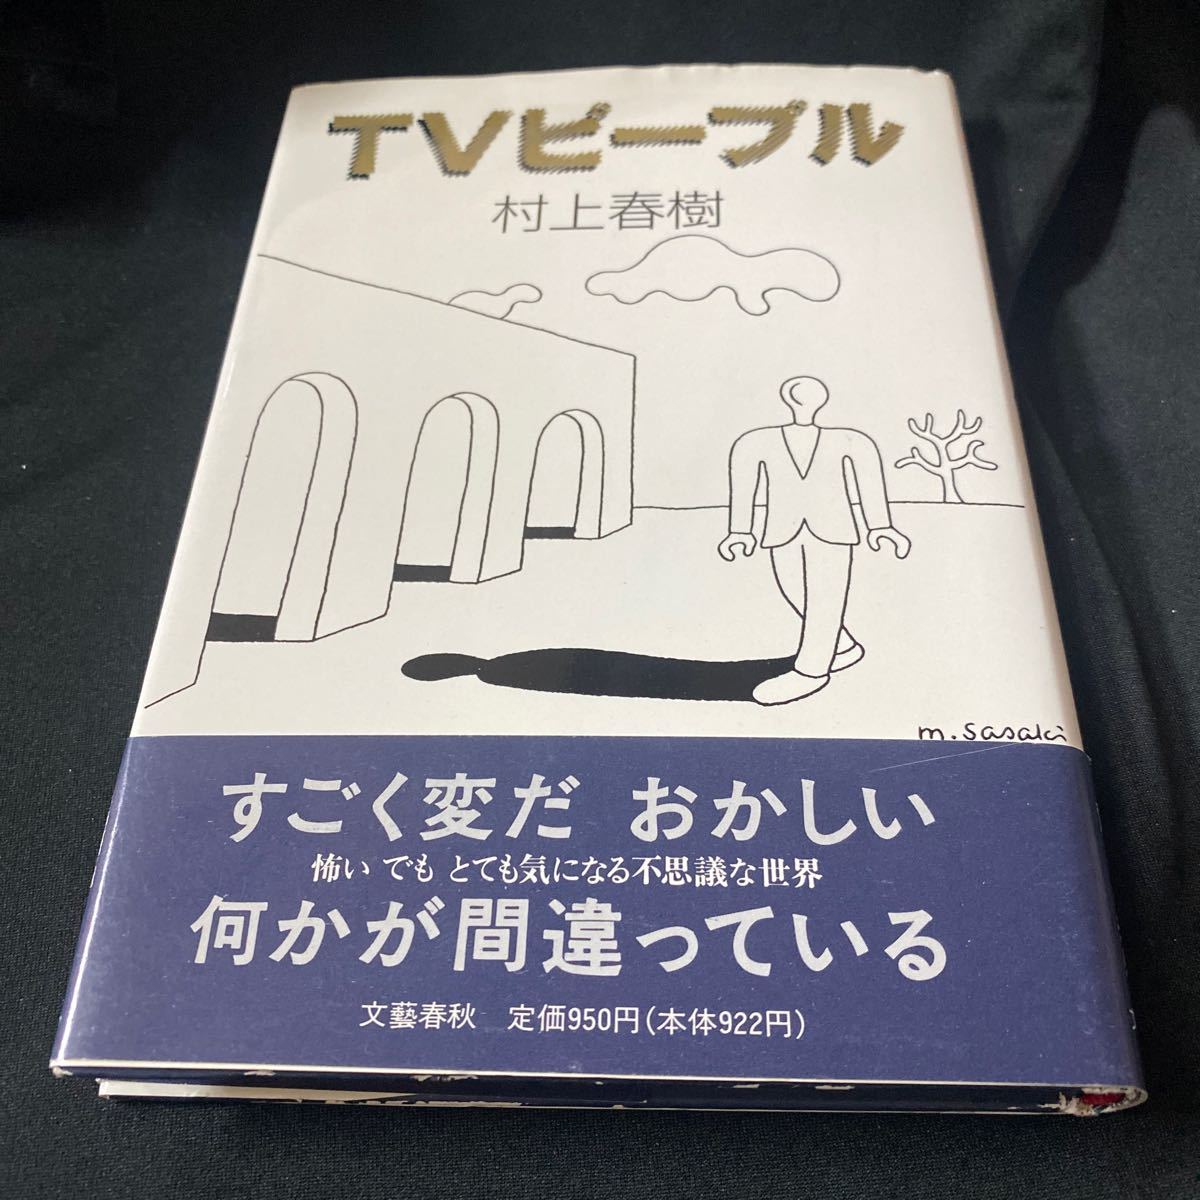 TVピープル
村上春樹
m.sasaki
すごく変だ おかしい
怖い でも とても気になる不思議な世界
何かが間違っている
文藝春秋 定価950円(本体922円)